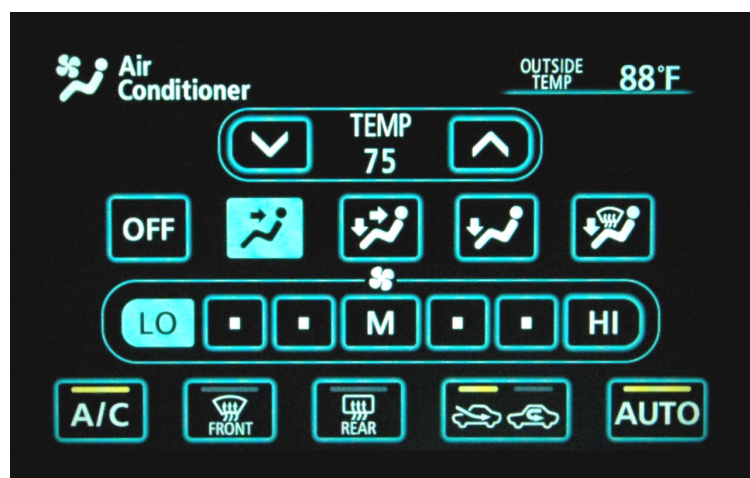 Air
Conditioner
OUTSIDE
TEMP
88°F
TEMP
75
OFF
LO
M
HI
A/C
FRONT
REAR
AUTO